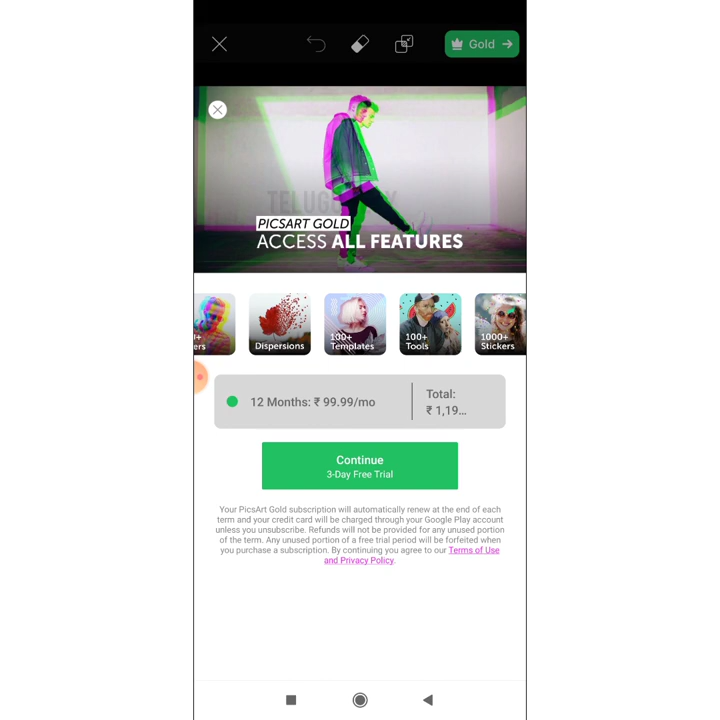 Gold
PICSART GOLD
ACCESS ALL FEATURES
Dispersions
100+
Templates
100+
Tools
1000+
Stickers
12 Months: ₹ 99.99/mo
Total:
₹ 1,19...
Continue
3-Day Free Trial
Your PicsArt Gold subscription will automatically renew at the end of each
term and your credit card will be charged through your Google Play account
unless you unsubscribe. Refunds will not be provided for any unused portion
of the term. Any unused portion of a free trial period will be forfeited when
you purchase a subscription. By continuing you agree to our Terms of Use
and Privacy Policy.